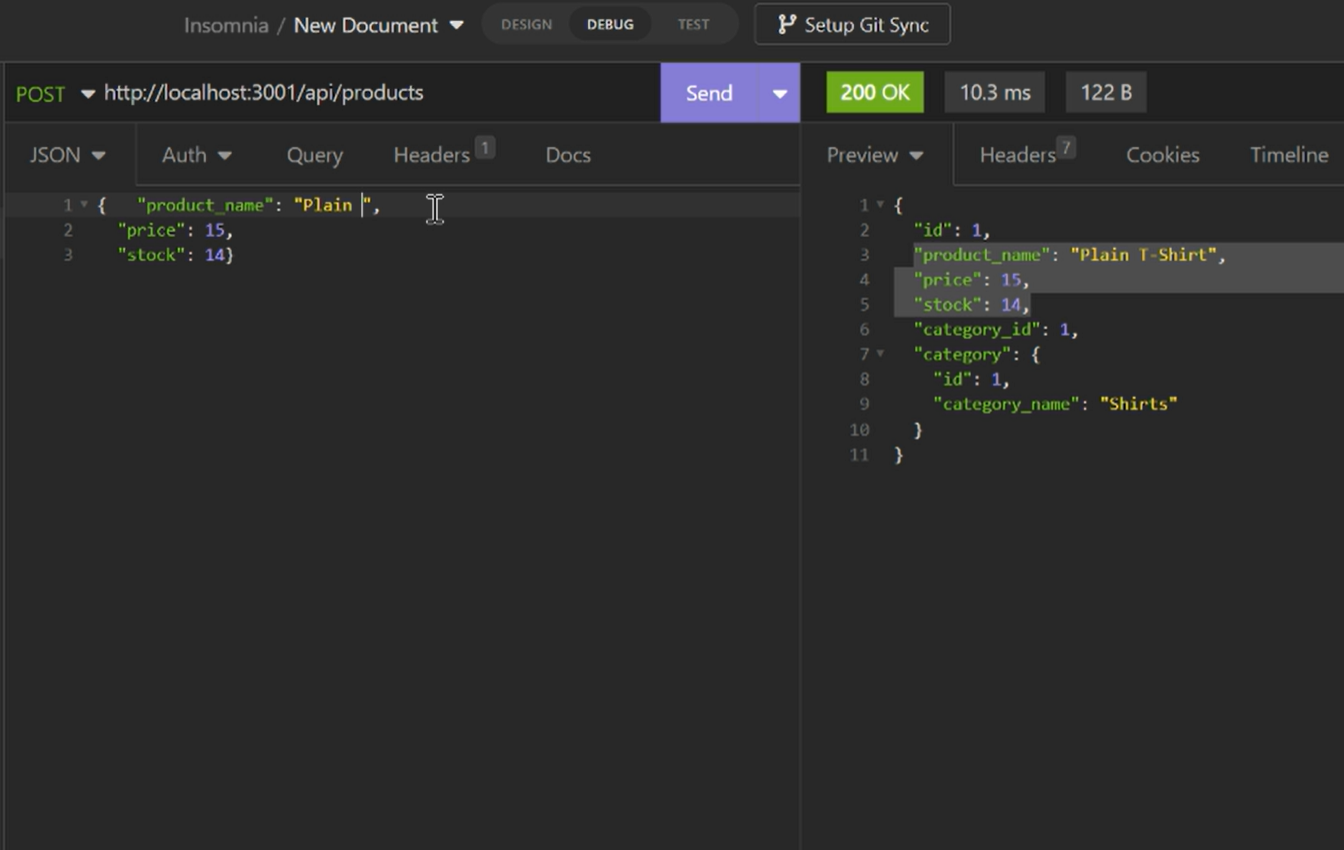 Insomnia / New Document DESIGN DEBUG TEST Setup Git Sync
POST http://localhost:3001/api/products Send 200 OK 10.3 ms 122 B
JSON Auth Query Headers 1 Docs Preview Headers 7 Cookies Timeline
1 { "product_name": "Plain ",
2 "price": 15,
3 "stock": 14}
1 {
2 "id": 1,
3 "product_name": "Plain T-Shirt",
4 "price": 15,
5 "stock": 14,
6 "category_id": 1,
7 "category": {
8 "id": 1,
9 "category_name": "Shirts"
10 }
11 }